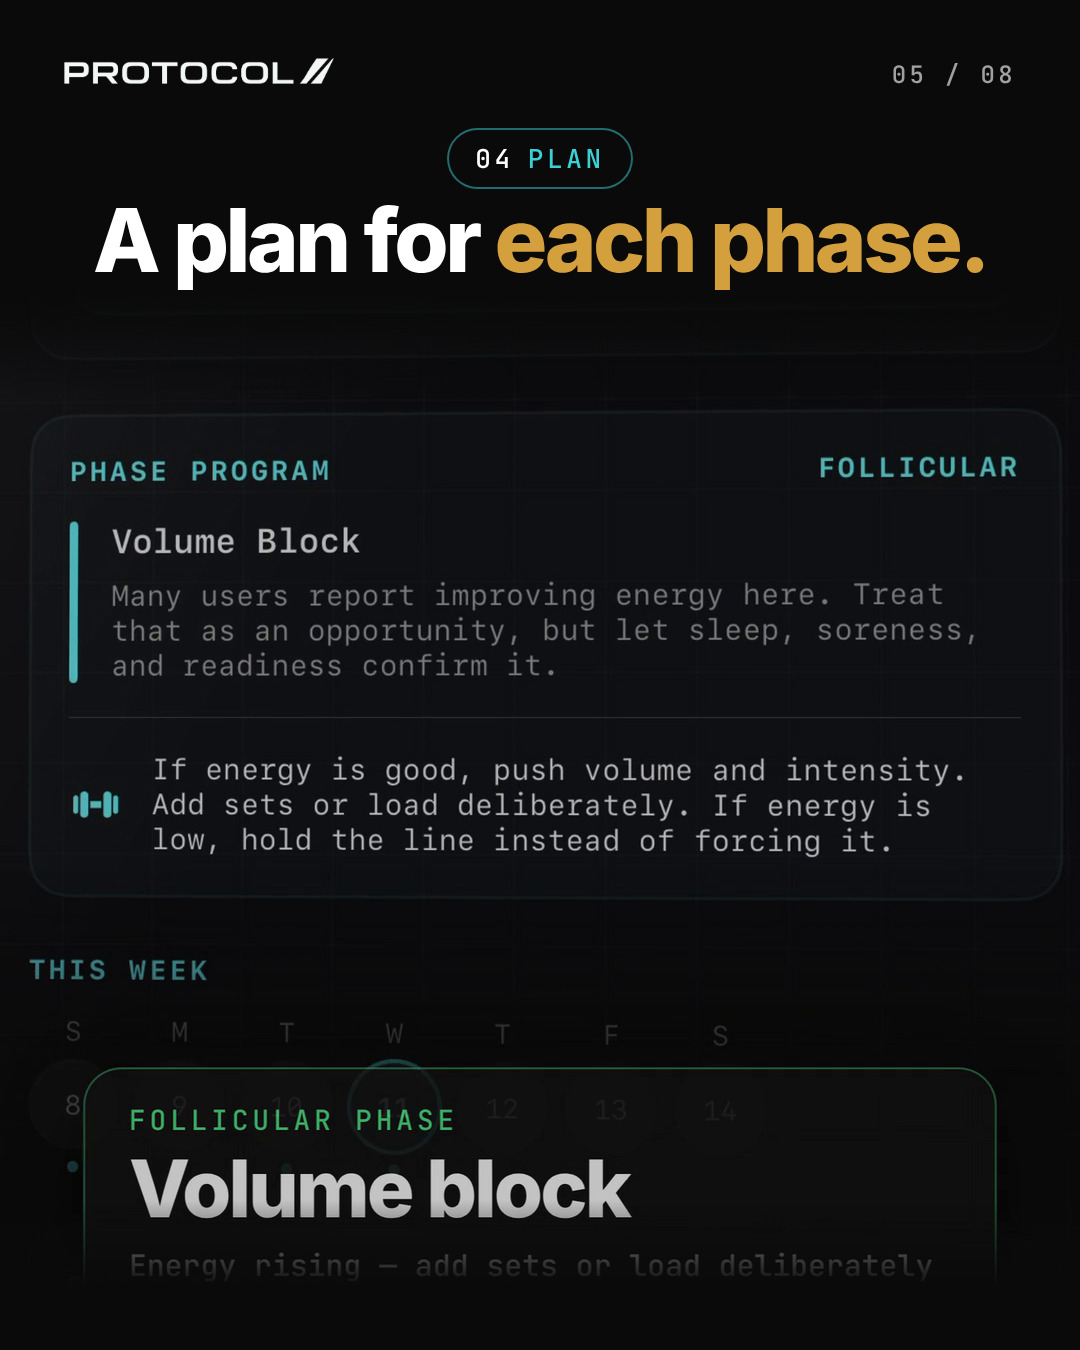 PROTOCOL
05 / 08
04 PLAN
A plan for each phase.
PHASE PROGRAM
FOLLICULAR
Volume Block
Many users report improving energy here. Treat
that as an opportunity, but let sleep, soreness,
and readiness confirm it.
If energy is good, push volume and intensity.
Add sets or load deliberately. If energy is
low, hold the line instead of forcing it.
THIS WEEK
S M T W T F S
8 9 10 11 12 13 14
FOLLICULAR PHASE
Volume block
Energy rising — add sets or load deliberately